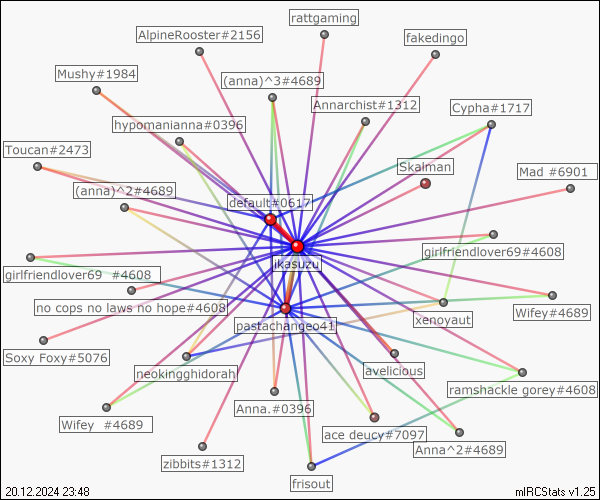 rattgaming
AlpineRooster#2156
fakedingo
Mushy#1984
(anna)^3#4689
Annarchist#1312
Cypha#1717
hypomanianna#0396
Toucan#2473
Skalman
Mad #6901
(anna)^2#4689
default#0617
girlfriendlover69#4608
ikasuzu
girlfriendlover69 #4608
no cops no laws no hope#4608
Wifey#4689
xenoyaut
pastachangeo41
Soxy Foxy#5076
avelicious
neokingghidorah
ramshackle gorey#4608
Anna.#0396
Wifey #4689
ace deucy#7097
Anna^2#4689
zibbits#1312
frisout
20.12.2024 23:48
mIRCStats v1.25